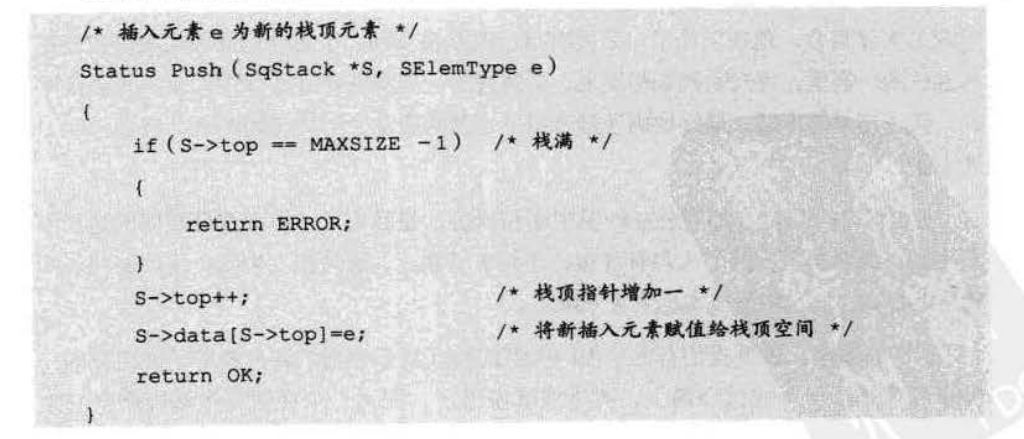 /* 插入元素 e 为新的栈顶元素 */
Status Push (SqStack *S, SElemType e)
{
if (S->top == MAXSIZE -1) /* 栈满 */
{
return ERROR;
}
S->top++; /* 栈顶指针增加一 */
S->data[S->top]=e; /* 将新插入元素赋值给栈顶空间 */
return OK;
}